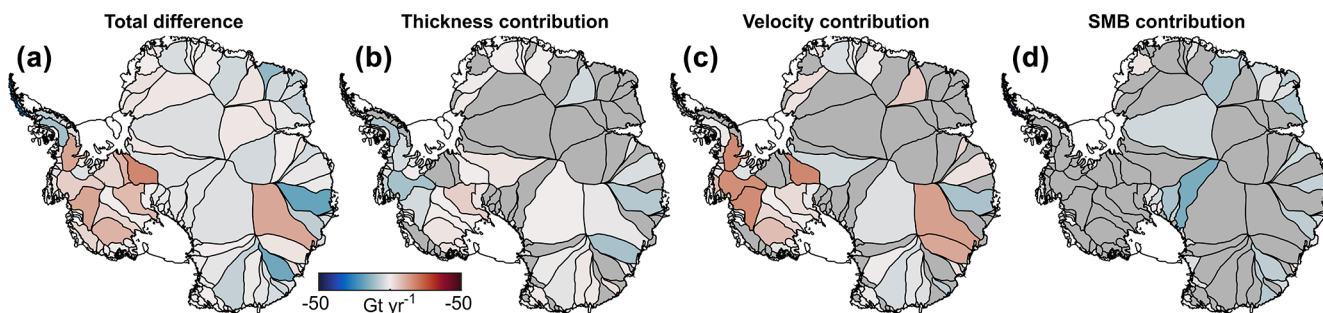 Total difference
Thickness contribution
Velocity contribution
SMB contribution
(a)
(b)
(c)
(d)
-50
Gt yr-1
-50